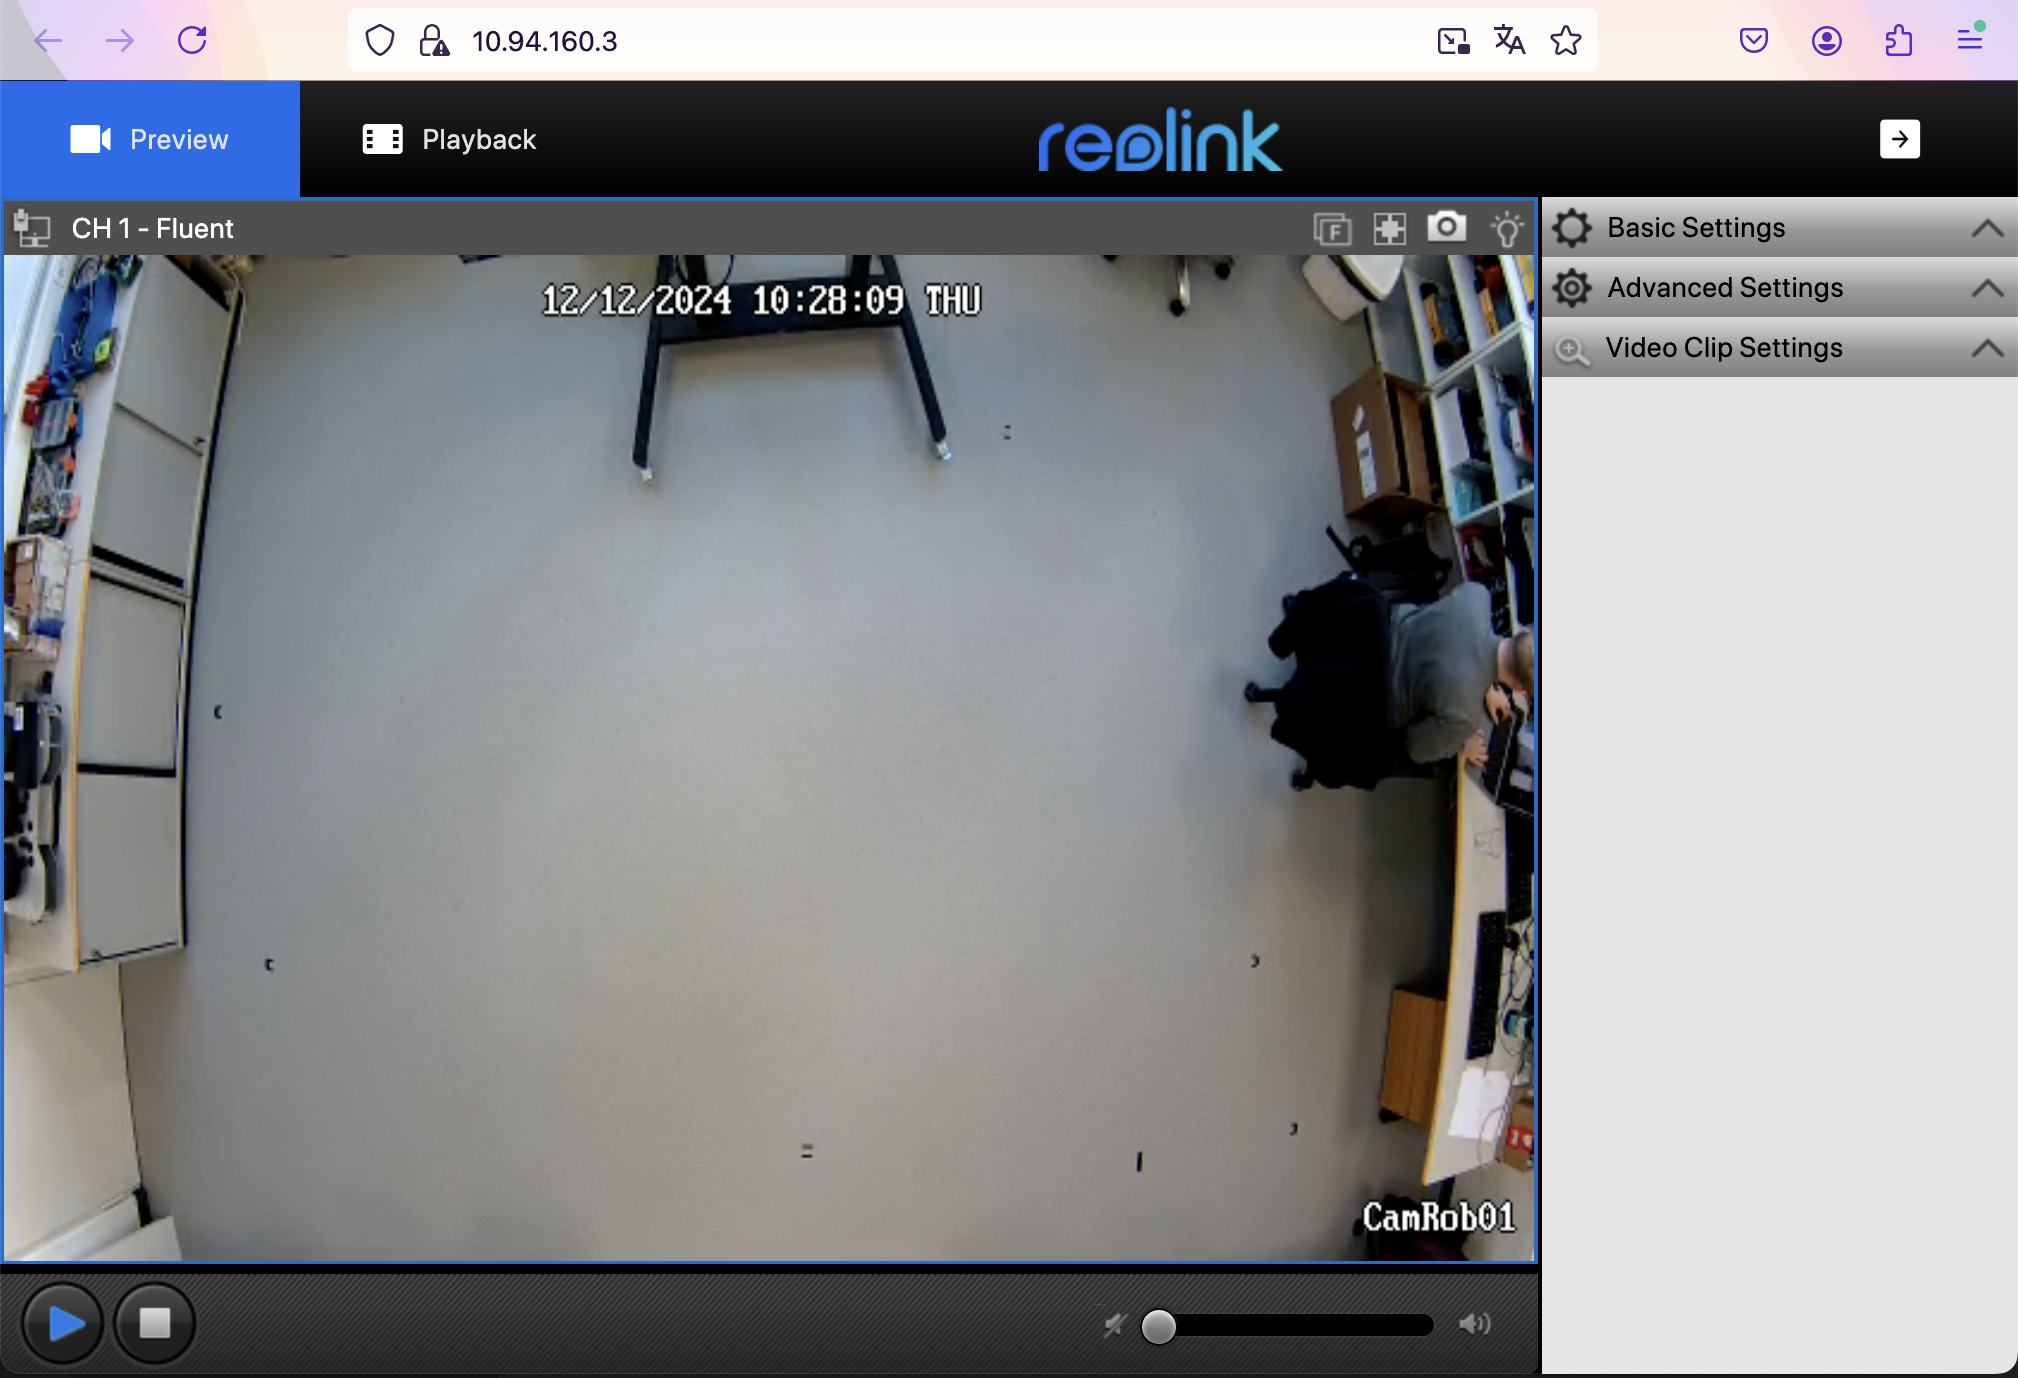 10.94.160.3
Preview
Playback
reolink
CH 1 - Fluent
F
12/12/2024 10:28:09 THU
CamRob01
Basic Settings
Advanced Settings
Video Clip Settings